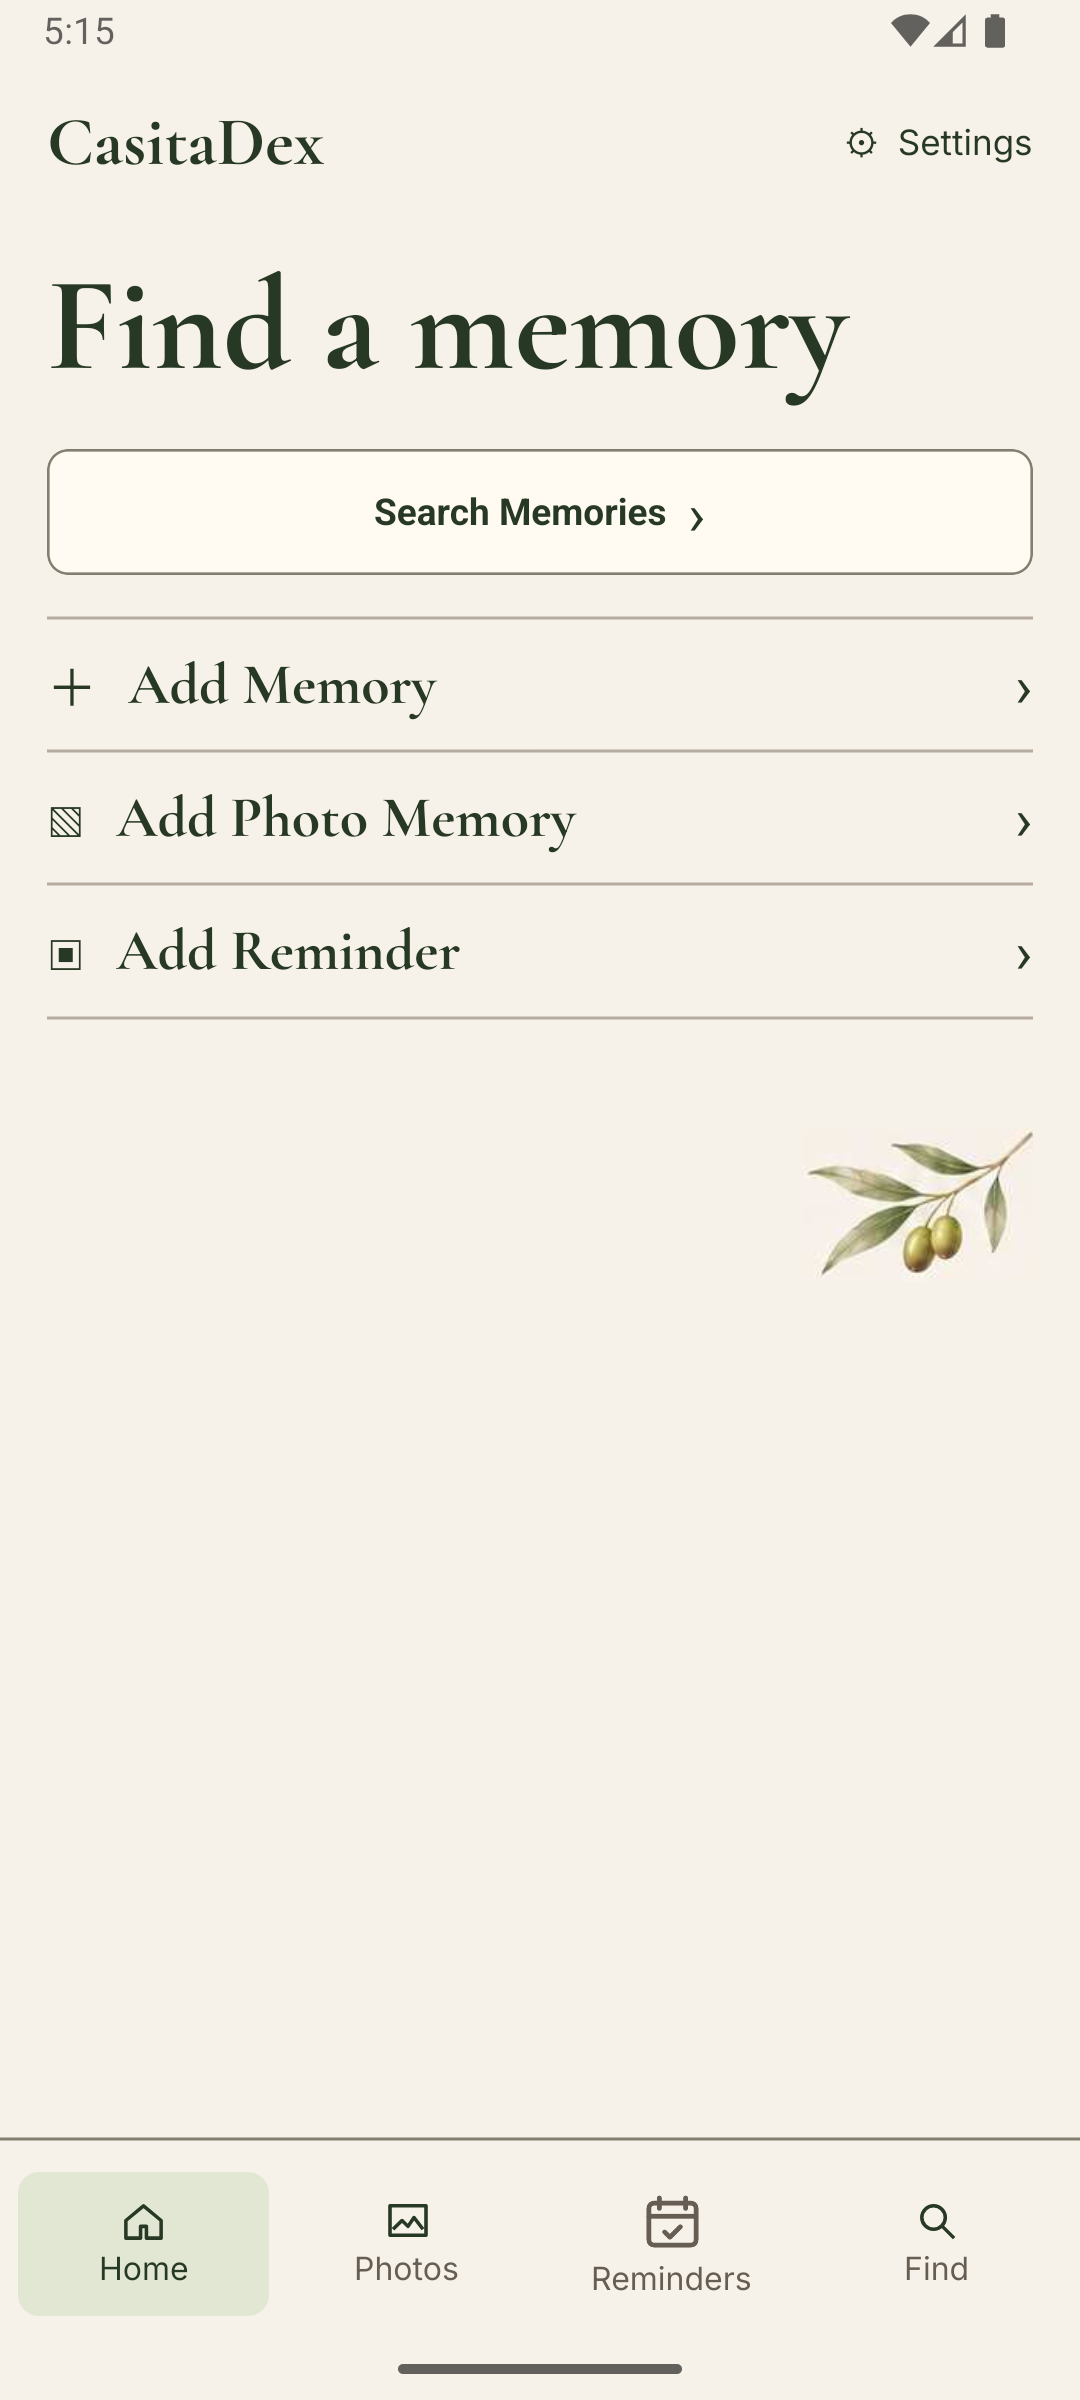 5:15
CasitaDex
Settings
Find a memory
Search Memories ›
+ Add Memory ›
▧ Add Photo Memory ›
▣ Add Reminder ›
Home
Photos
Reminders
Find